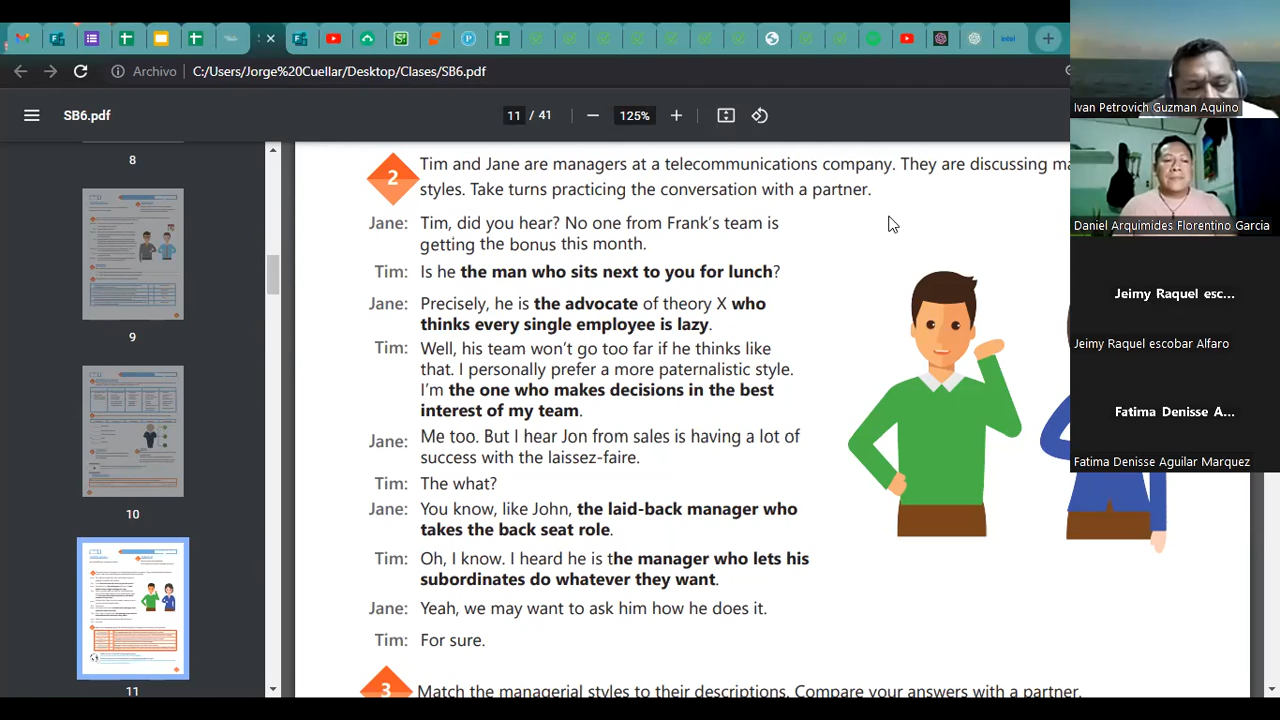 Archivo C:/Users/Jorge%20Cuellar/Desktop/Clases/SB6.pdf
SB6.pdf
11 / 41
125%
8
9
10
11
2
Tim and Jane are managers at a telecommunications company. They are discussing ma
styles. Take turns practicing the conversation with a partner.
Jane: Tim, did you hear? No one from Frank's team is
getting the bonus this month.
Tim: Is he the man who sits next to you for lunch?
Jane: Precisely, he is the advocate of theory X who
thinks every single employee is lazy.
Tim: Well, his team won't go too far if he thinks like
that. I personally prefer a more paternalistic style.
I'm the one who makes decisions in the best
interest of my team.
Jane: Me too. But I hear Jon from sales is having a lot of
success with the laissez-faire.
Tim: The what?
Jane: You know, like John, the laid-back manager who
takes the back seat role.
Tim: Oh, I know. I heard he is the manager who lets his
subordinates do whatever they want.
Jane: Yeah, we may want to ask him how he does it.
Tim: For sure.
3
Match the managerial styles to their descriptions. Compare your answers with a partner.
Ivan Petrovich Guzman Aquino
Daniel Arquimides Florentino Garcia
Jeimy Raquel esc...
Jeimy Raquel escobar Alfaro
Fatima Denisse A...
Fatima Denisse Aguilar Marquez